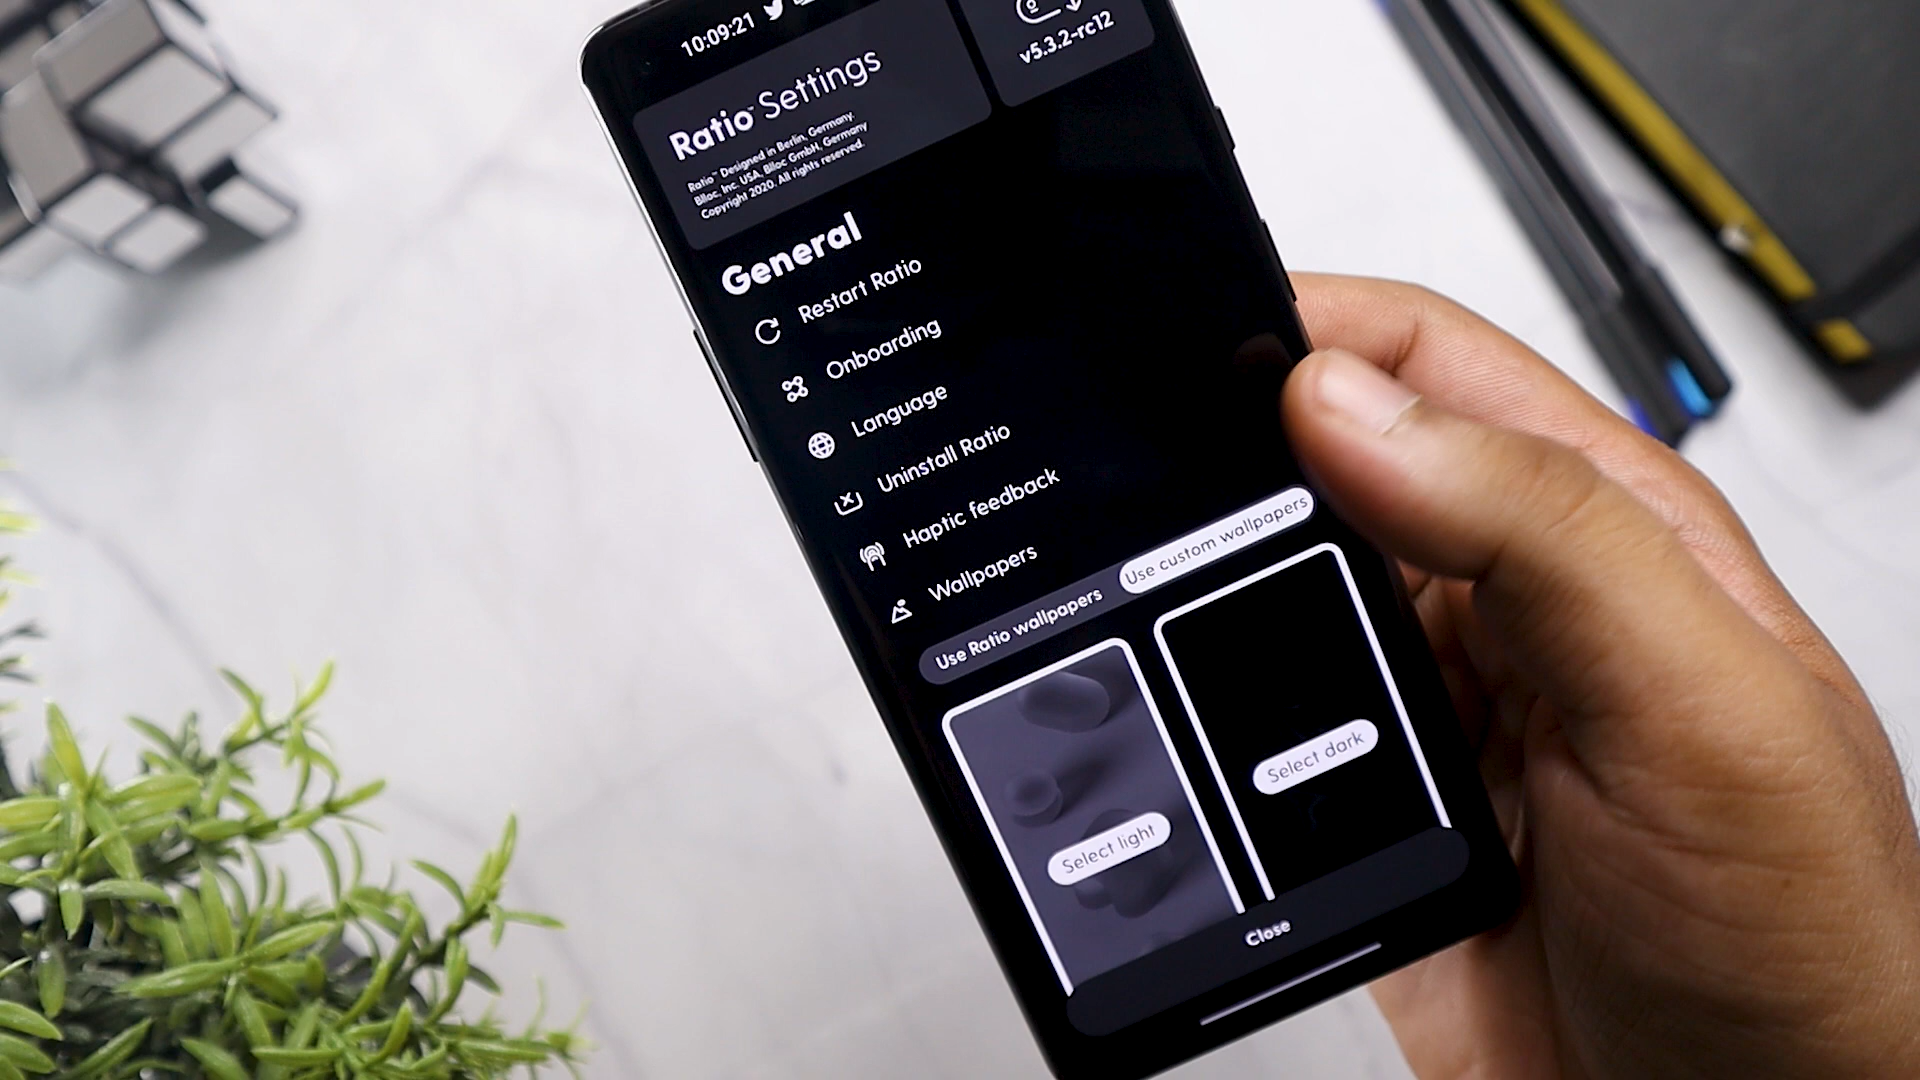 10:09:21
Ratio™ Settings
Ratio™ Designed in Berlin, Germany.
Blloc, Inc. USA, Blloc GmbH, Germany
Copyright 2020. All rights reserved.
v5.3.2-rc12
General
Restart Ratio
Onboarding
Language
Uninstall Ratio
Haptic feedback
Wallpapers
Use Ratio wallpapers
Use custom wallpapers
Select light
Select dark
Close